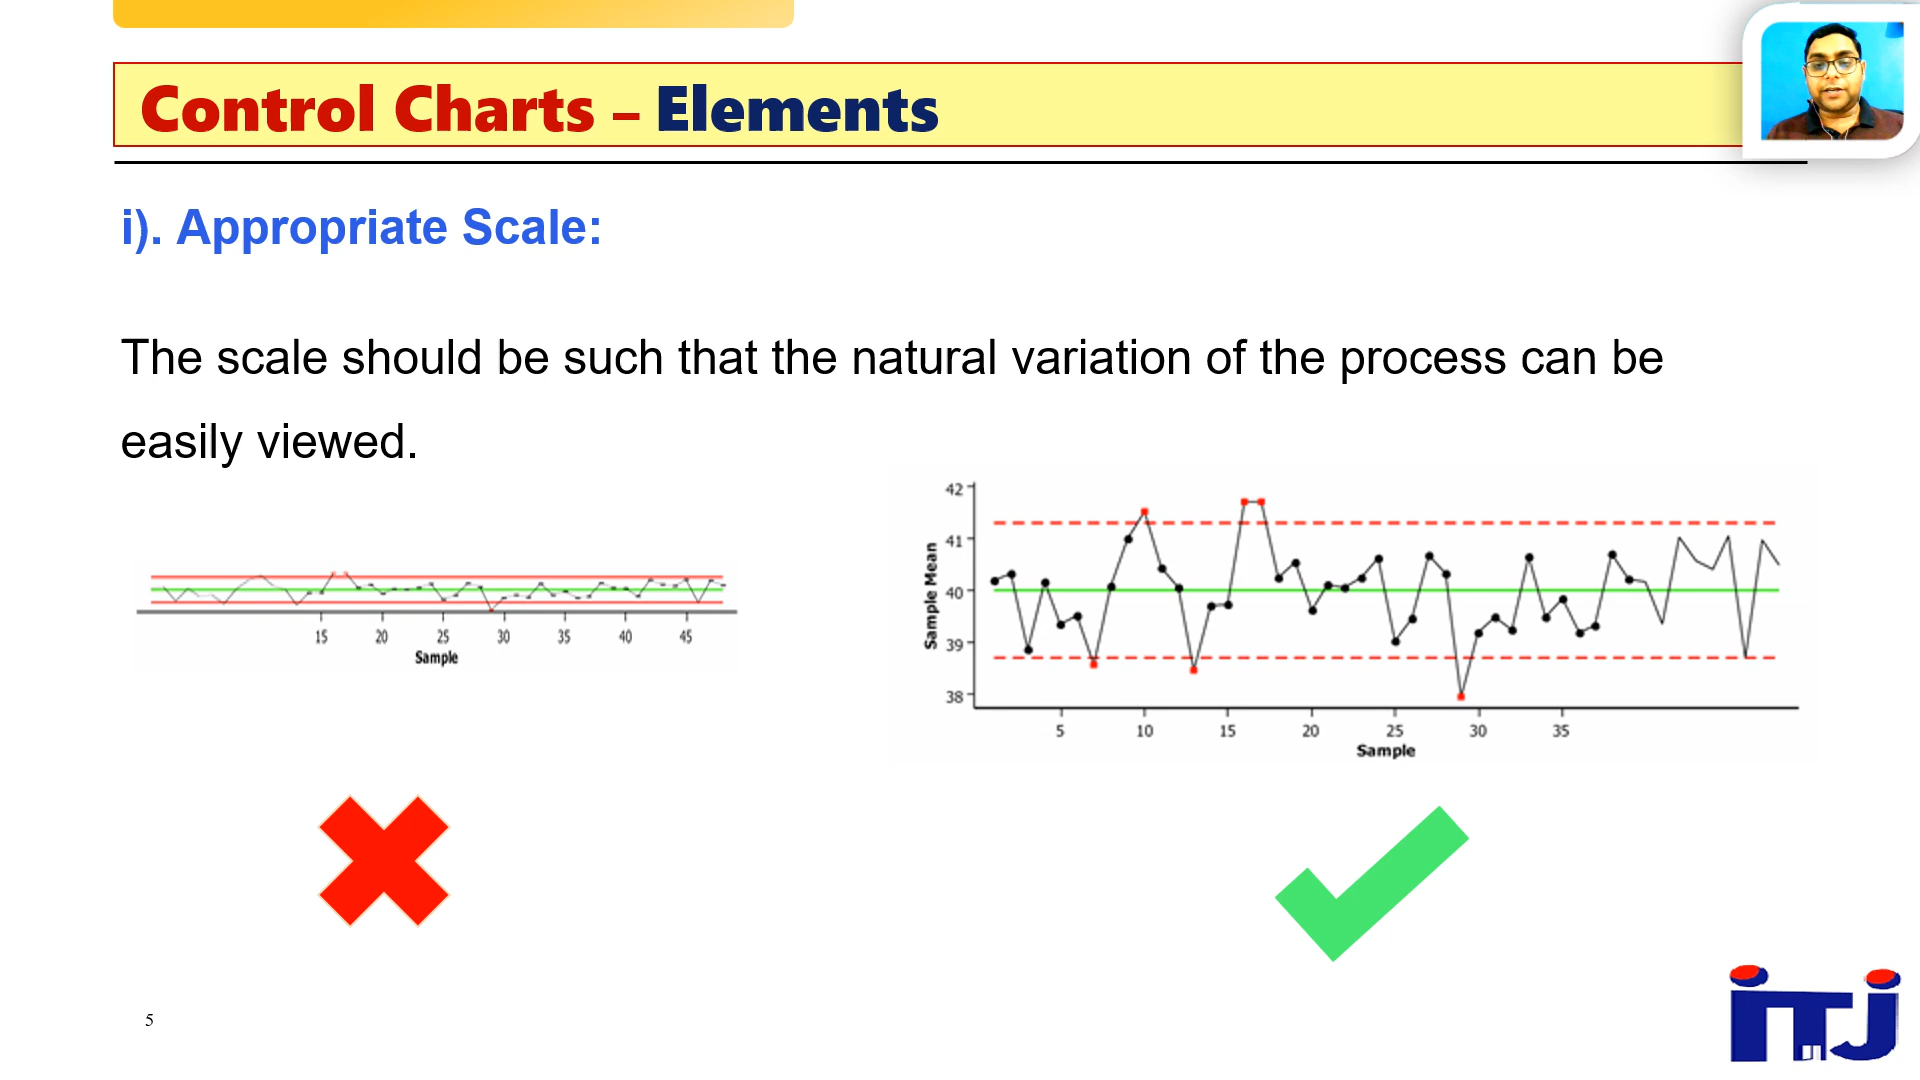 Control Charts – Elements
i). Appropriate Scale:
The scale should be such that the natural variation of the process can be
easily viewed.
15 20 25 30 35 40 45
Sample
42
41
40
39
38
Sample Mean
5 10 15 20 25 30 35
Sample
5
iTJ